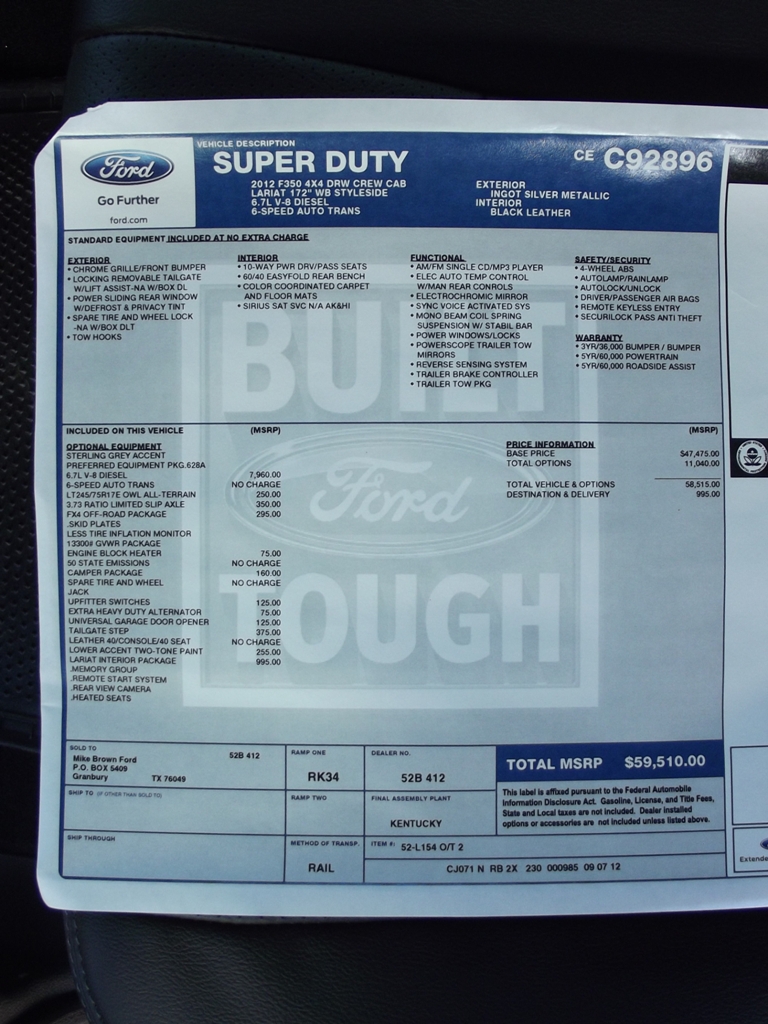 Ford
Go Further
ford.com
VEHICLE DESCRIPTION
SUPER DUTY
2012 F350 4X4 DRW CREW CAB
LARIAT 172" WB STYLESIDE
6.7L V-8 DIESEL
6-SPEED AUTO TRANS
CE C92896
EXTERIOR
INGOT SILVER METALLIC
INTERIOR
BLACK LEATHER
STANDARD EQUIPMENT INCLUDED AT NO EXTRA CHARGE
EXTERIOR
• CHROME GRILLE/FRONT BUMPER
• LOCKING REMOVABLE TAILGATE
W/LIFT ASSIST-NA W/BOX DL
• POWER SLIDING REAR WINDOW
W/DEFROST & PRIVACY TINT
• SPARE TIRE AND WHEEL LOCK
-NA W/BOX DLT
• TOW HOOKS
INTERIOR
• 10-WAY PWR DRV/PASS SEATS
• 60/40 EASYFOLD REAR BENCH
• COLOR COORDINATED CARPET
AND FLOOR MATS
• SIRIUS SAT SVC N/A AK&HI
FUNCTIONAL
• AM/FM SINGLE CD/MP3 PLAYER
• ELEC AUTO TEMP CONTROL
W/MAN REAR CONROLS
• ELECTROCHROMIC MIRROR
• SYNC VOICE ACTIVATED SYS
• MONO BEAM COIL SPRING
SUSPENSION W/ STABIL BAR
• POWER WINDOWS/LOCKS
• POWERSCOPE TRAILER TOW
MIRRORS
• REVERSE SENSING SYSTEM
• TRAILER BRAKE CONTROLLER
• TRAILER TOW PKG
SAFETY/SECURITY
• 4-WHEEL ABS
• AUTOLAMP/RAINLAMP
• AUTOLOCK/UNLOCK
• DRIVER/PASSENGER AIR BAGS
• REMOTE KEYLESS ENTRY
• SECURILOCK PASS ANTI THEFT
WARRANTY
• 3YR/36,000 BUMPER / BUMPER
• 5YR/60,000 POWERTRAIN
• 5YR/60,000 ROADSIDE ASSIST
BUILT
Ford
TOUGH
INCLUDED ON THIS VEHICLE (MSRP)
OPTIONAL EQUIPMENT
STERLING GREY ACCENT
PREFERRED EQUIPMENT PKG.628A
6.7L V-8 DIESEL 7,960.00
6-SPEED AUTO TRANS NO CHARGE
LT245/75R17E OWL ALL-TERRAIN 250.00
3.73 RATIO LIMITED SLIP AXLE 350.00
FX4 OFF-ROAD PACKAGE 295.00
.SKID PLATES
LESS TIRE INFLATION MONITOR
13300# GVWR PACKAGE
ENGINE BLOCK HEATER 75.00
50 STATE EMISSIONS NO CHARGE
CAMPER PACKAGE 160.00
SPARE TIRE AND WHEEL NO CHARGE
JACK
UPFITTER SWITCHES 125.00
EXTRA HEAVY DUTY ALTERNATOR 75.00
UNIVERSAL GARAGE DOOR OPENER 125.00
TAILGATE STEP 375.00
LEATHER 40/CONSOLE/40 SEAT NO CHARGE
LOWER ACCENT TWO-TONE PAINT 255.00
LARIAT INTERIOR PACKAGE 995.00
.MEMORY GROUP
.REMOTE START SYSTEM
.REAR VIEW CAMERA
.HEATED SEATS
(MSRP)
PRICE INFORMATION
BASE PRICE $47,475.00
TOTAL OPTIONS 11,040.00
TOTAL VEHICLE & OPTIONS 58,515.00
DESTINATION & DELIVERY 995.00
SOLD TO
Mike Brown Ford 52B 412
P.O. BOX 5409
Granbury TX 76049
SHIP TO (IF OTHER THAN SOLD TO)
SHIP THROUGH
RAMP ONE
RK34
RAMP TWO
METHOD OF TRANSP.
RAIL
DEALER NO.
52B 412
FINAL ASSEMBLY PLANT
KENTUCKY
ITEM #: 52-L154 O/T 2
CJ071 N RB 2X 230 000985 09 07 12
TOTAL MSRP $59,510.00
This label is affixed pursuant to the Federal Automobile
Information Disclosure Act. Gasoline, License, and Title Fees,
State and Local taxes are not included. Dealer installed
options or accessories are not included unless listed above.
Extende